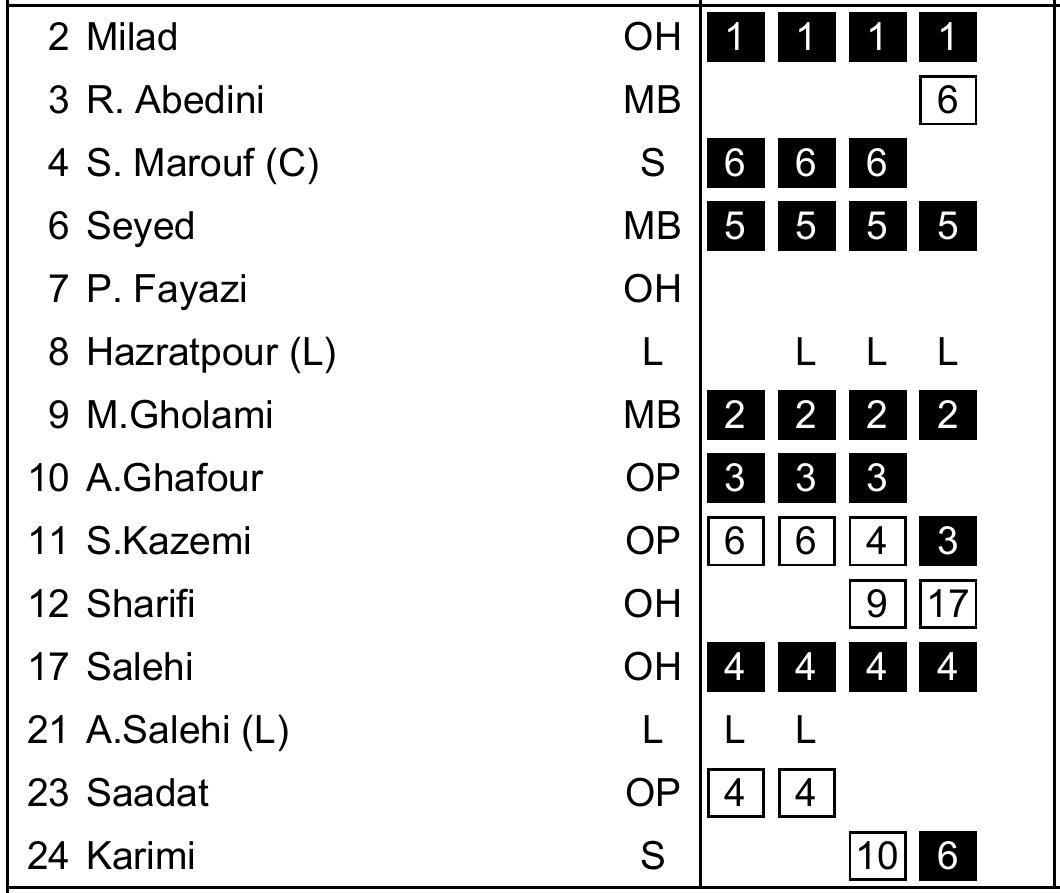 2 Milad OH 1 1 1 1
3 R. Abedini MB 6
4 S. Marouf (C) S 6 6 6
6 Seyed MB 5 5 5 5
7 P. Fayazi OH
8 Hazratpour (L) L L L L
9 M.Gholami MB 2 2 2 2
10 A.Ghafour OP 3 3 3
11 S.Kazemi OP 6 6 4 3
12 Sharifi OH 9 17
17 Salehi OH 4 4 4 4
21 A.Salehi (L) L L L
23 Saadat OP 4 4
24 Karimi S 10 6